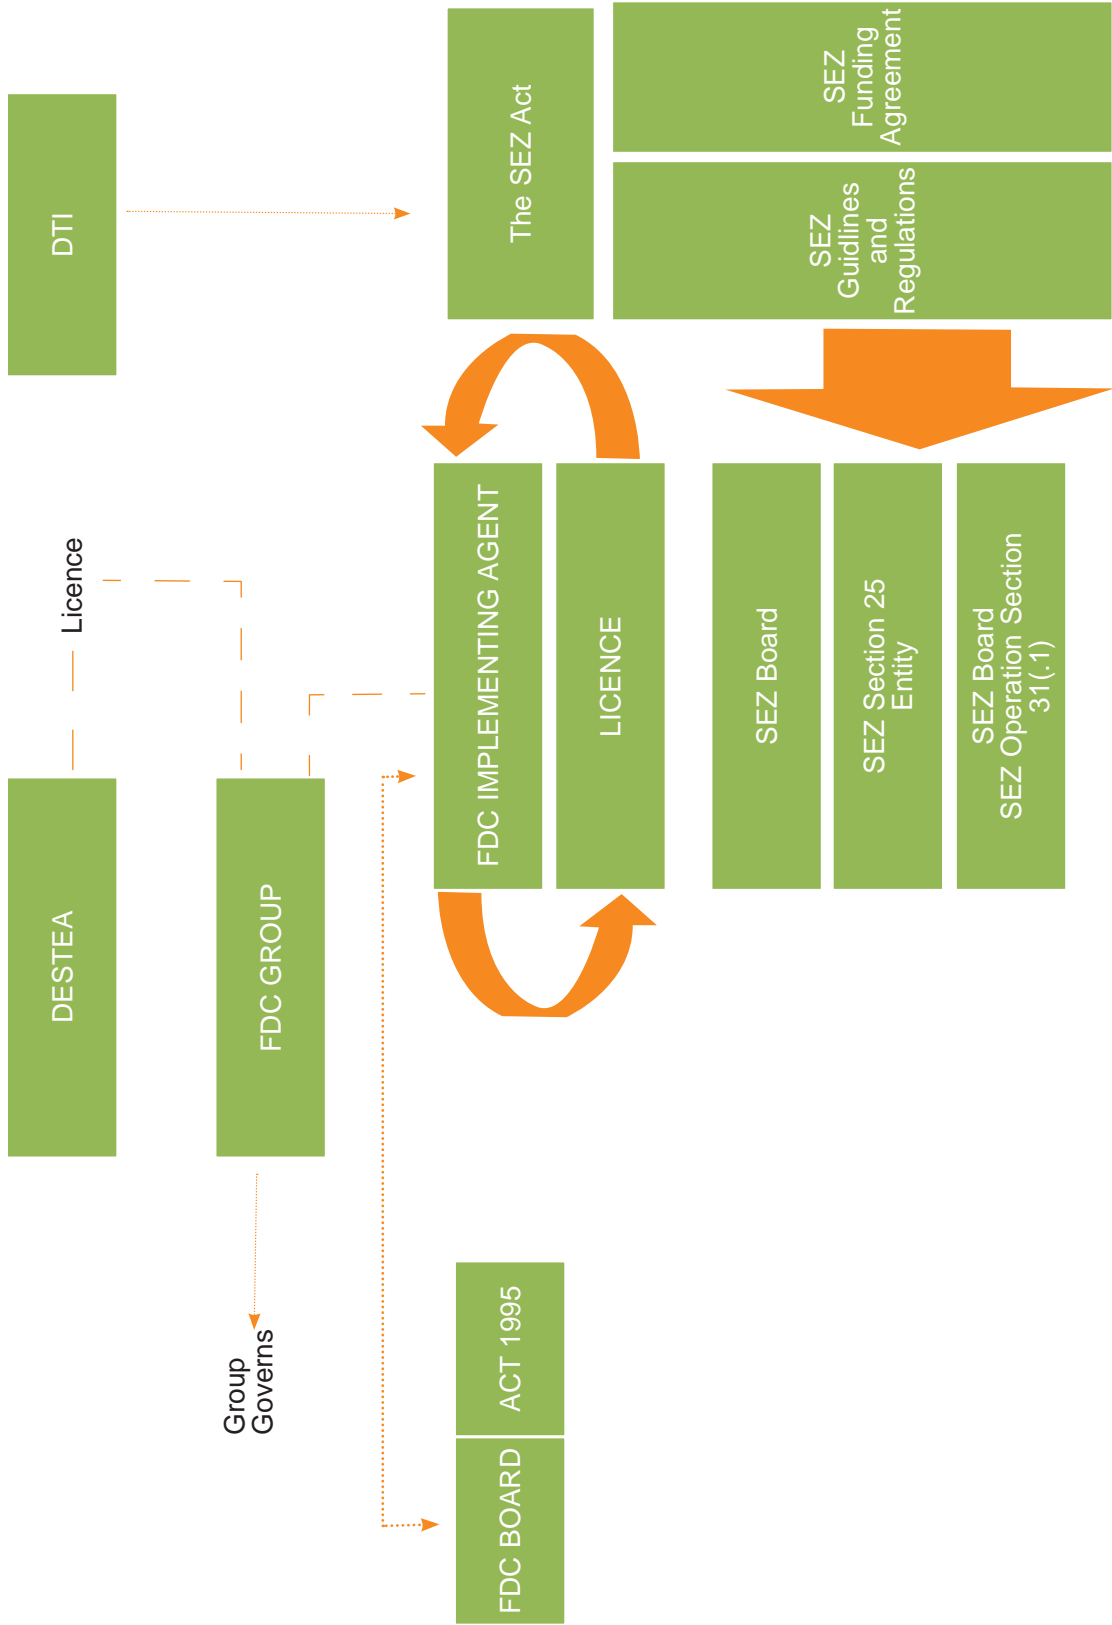 DESTEA
Licence
DTI
Group
Governs
FDC GROUP
FDC BOARD
ACT 1995
FDC IMPLEMENTING AGENT
LICENCE
The SEZ Act
SEZ Board
SEZ Section 25
Entity
SEZ Board
SEZ Operation Section
31(.1)
SEZ
Guidlines
and
Regulations
SEZ
Funding
Agreement